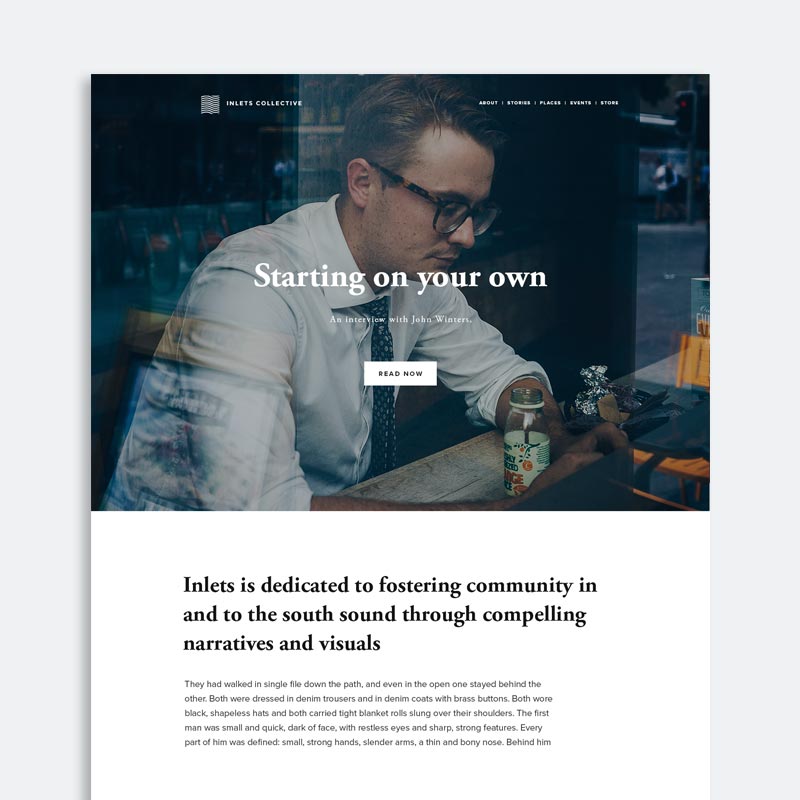 INLETS COLLECTIVE
ABOUT | STORIES | PLACES | EVENTS | STORE
Starting on your own
An interview with John Winters.
READ NOW
Inlets is dedicated to fostering community in
and to the south sound through compelling
narratives and visuals
They had walked in single file down the path, and even in the open one stayed behind the
other. Both were dressed in denim trousers and in denim coats with brass buttons. Both wore
black, shapeless hats and both carried tight blanket rolls slung over their shoulders. The first
man was small and quick, dark of face, with restless eyes and sharp, strong features. Every
part of him was defined: small, strong hands, slender arms, a thin and bony nose. Behind him